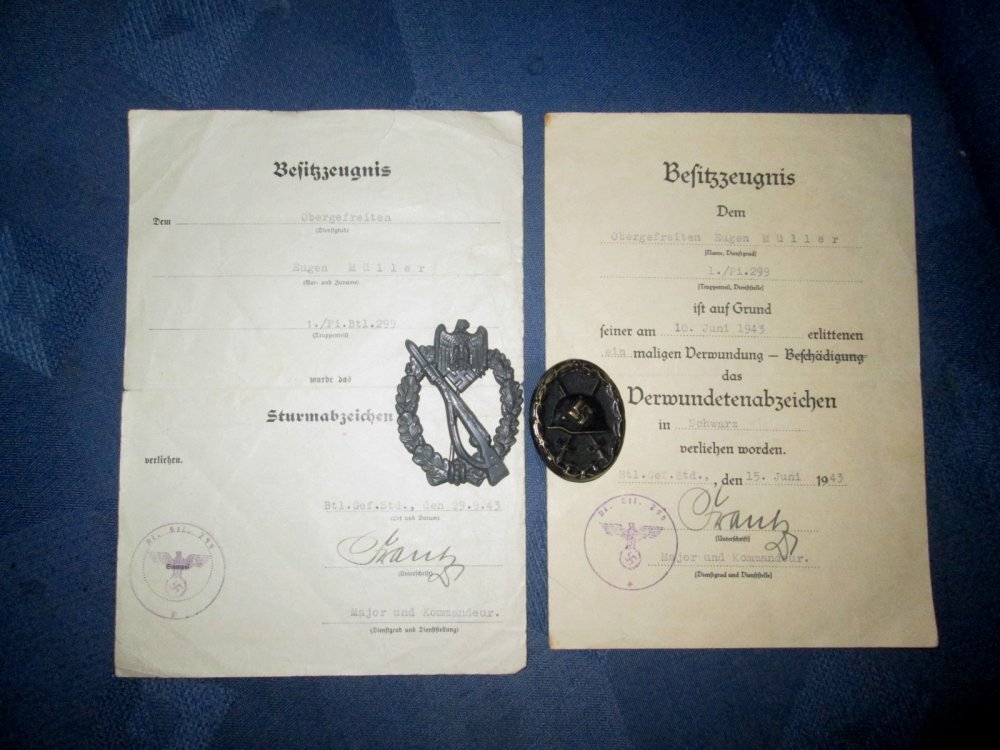 Besitzzeugnis
Dem Obergefreiten
(Dienstgrad)
Eugen Müller
(Vor- und Zuname)
1./Pi.Btl.299
(Truppenteil)
wurde das
Sturmabzeichen
verliehen.
Btl.Gef.Std., den 29.9.43
(Ort und Datum)
Stempel
(Unterschrift)
Major und Kommandeur.
(Dienstgrad und Dienststellung)
Besitzzeugnis
Dem
Obergefreiten Eugen Müller
(Name, Dienstgrad)
1./Pi.299
(Truppenteil, Dienststelle)
ist auf Grund
seiner am 10. Juni 1943 erlittenen
ein maligen Verwundung – Beschädigung
das
Verwundetenabzeichen
in Schwarz
verliehen worden.
Btl.Gef.Std., den 15. Juni 1943
(Unterschrift)
Major und Kommandeur.
(Dienstgrad und Dienststelle)